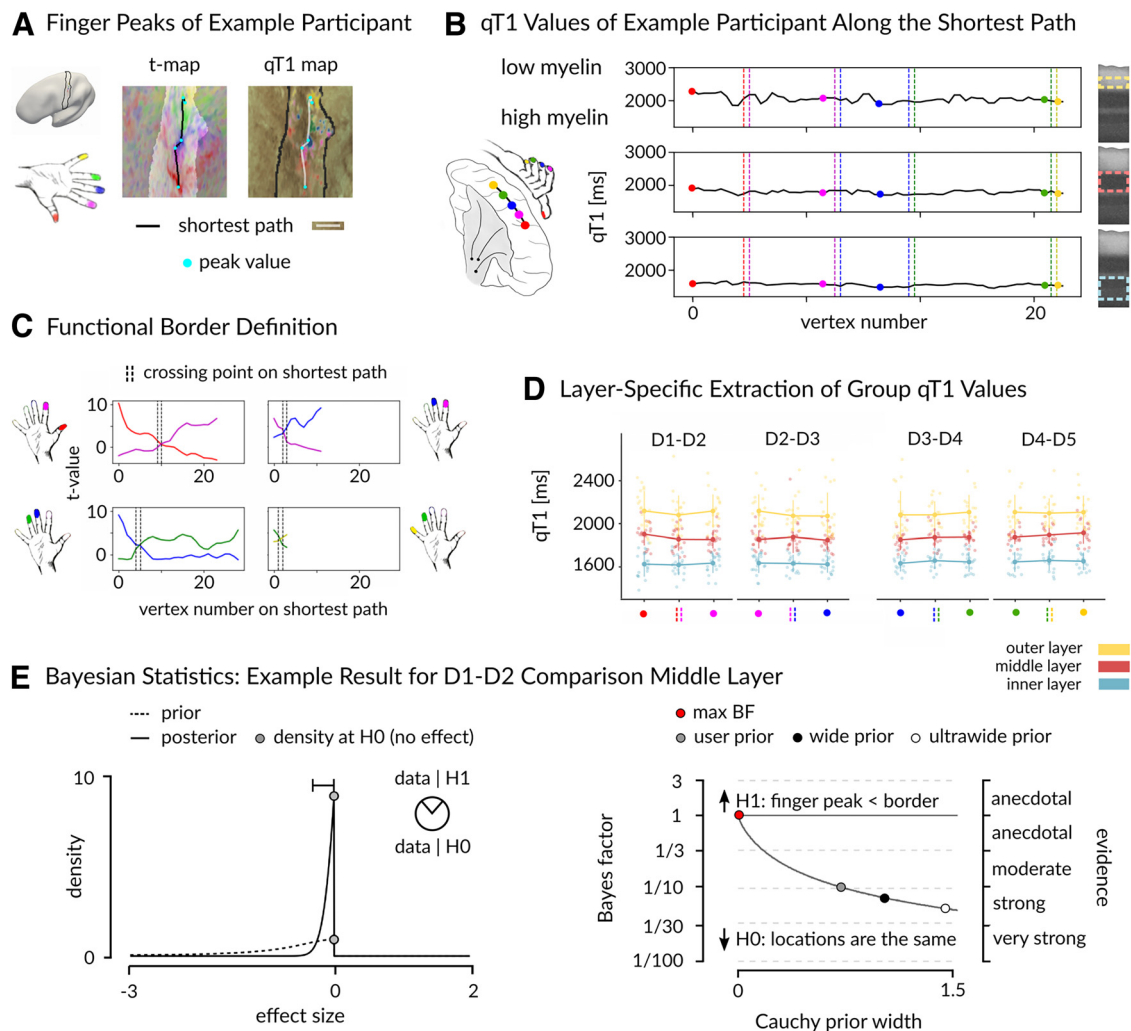 A Finger Peaks of Example Participant
t-map
qT1 map
shortest path
peak value
B qT1 Values of Example Participant Along the Shortest Path
low myelin
high myelin
qT1 [ms]
3000
2000
3000
2000
3000
2000
0
20
vertex number
C Functional Border Definition
crossing point on shortest path
t-value
10
0
0
20
0
20
10
0
0
20
0
20
vertex number on shortest path
D Layer-Specific Extraction of Group qT1 Values
D1-D2
D2-D3
D3-D4
D4-D5
qT1 [ms]
2400
2000
1600
outer layer
middle layer
inner layer
E Bayesian Statistics: Example Result for D1-D2 Comparison Middle Layer
prior
posterior
density at H0 (no effect)
data | H1
data | H0
density
10
0
-3
0
2
effect size
max BF
user prior
wide prior
ultrawide prior
Bayes factor
3
1
1/3
1/10
1/30
1/100
H1: finger peak < border
H0: locations are the same
anecdotal
anecdotal
moderate
strong
very strong
evidence
0
1.5
Cauchy prior width